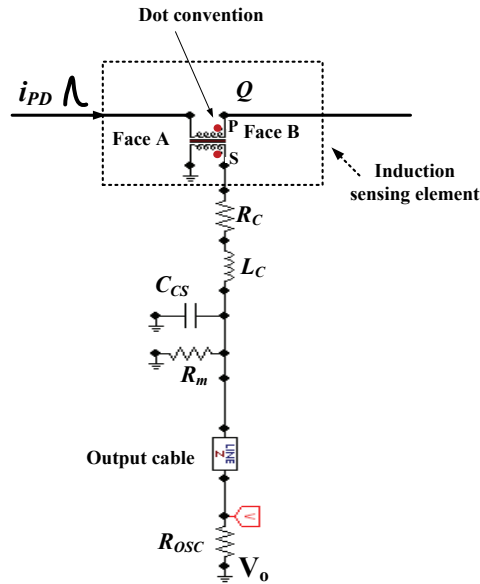 Dot convention
i_PD
Q
P
Face A
Face B
S
Induction
sensing element
R_C
L_C
C_CS
R_m
LINE
Z
Output cable
V
R_OSC
V_o